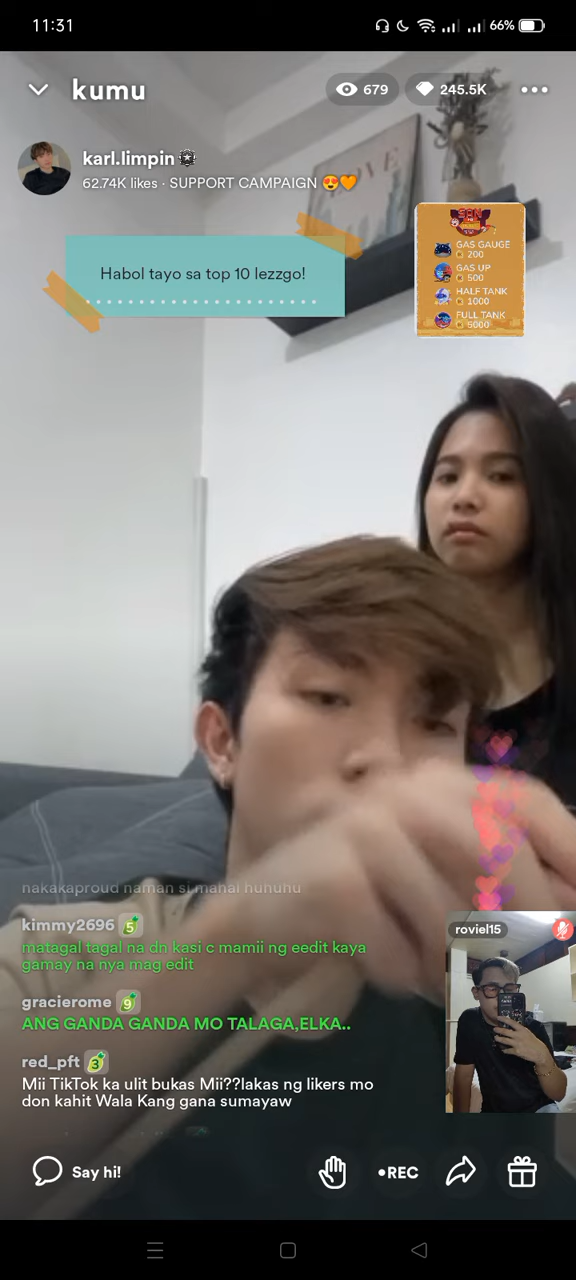 11:31
66%
kumu
679
245.5K
karl.limpin
62.74K likes · SUPPORT CAMPAIGN 😍🧡
LOVE
Habol tayo sa top 10 lezzgo!
GAS GAUGE
200
GAS UP
500
HALF TANK
1000
FULL TANK
5000
nakakaproud naman si mahal huhuhu
kimmy2696 5
matagal tagal na dn kasi c mamii ng eedit kaya
gamay na nya mag edit
gracierome 9
ANG GANDA GANDA MO TALAGA,ELKA..
red_pft 3
Mii TikTok ka ulit bukas Mii??lakas ng likers mo
don kahit Wala Kang gana sumayaw
roviel15
Say hi!
•REC